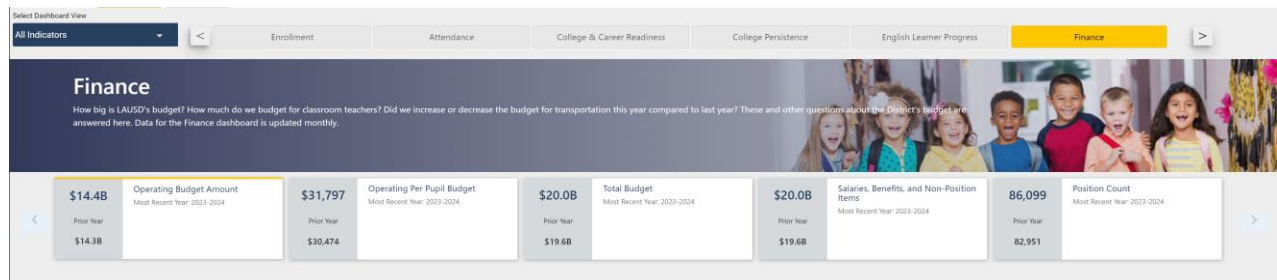 Select Dashboard View
All Indicators
<
Enrollment
Attendance
College & Career Readiness
College Persistence
English Learner Progress
Finance
>
Finance
How big is LAUSD's budget? How much do we budget for classroom teachers? Did we increase or decrease the budget for transportation this year compared to last year? These and other questions about the District's budget are
answered here. Data for the Finance dashboard is updated monthly.
$14.4B
Prior Year
$14.3B
Operating Budget Amount
Most Recent Year: 2023-2024
$31,797
Prior Year
$30,474
Operating Per Pupil Budget
Most Recent Year: 2023-2024
$20.0B
Prior Year
$19.6B
Total Budget
Most Recent Year: 2023-2024
$20.0B
Prior Year
$19.6B
Salaries, Benefits, and Non-Position
Items
Most Recent Year: 2023-2024
86,099
Prior Year
82,951
Position Count
Most Recent Year: 2023-2024